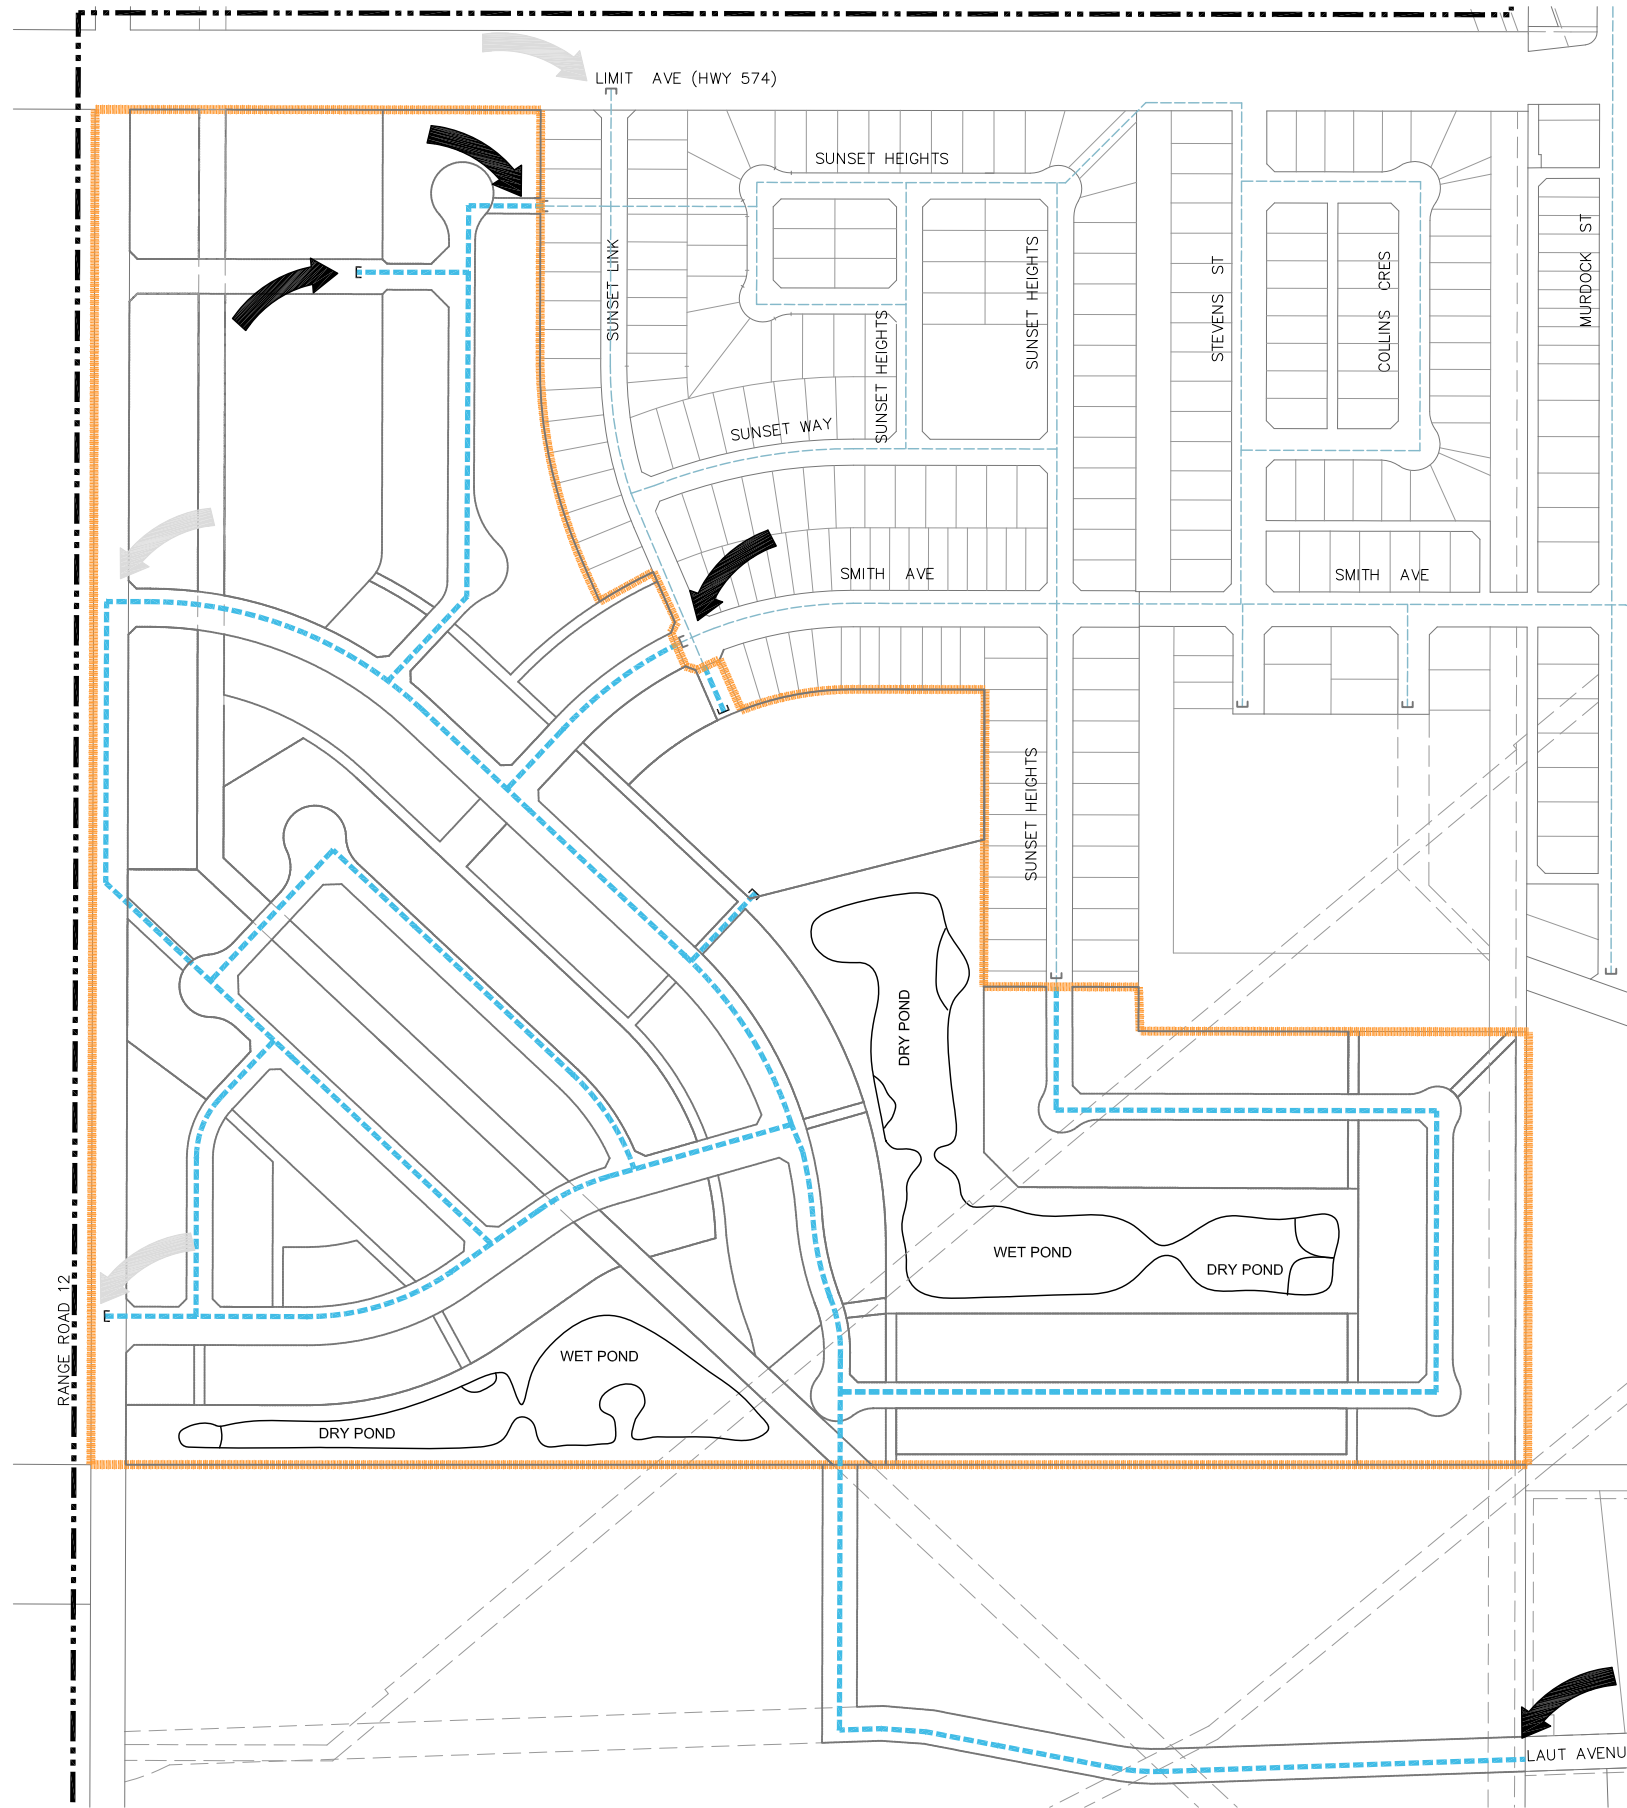 LIMIT AVE (HWY 574)
SUNSET HEIGHTS
SUNSET LINK
SUNSET HEIGHTS
SUNSET HEIGHTS
STEVENS ST
COLLINS CRES
MURDOCK ST
SUNSET WAY
SMITH AVE
SMITH AVE
SUNSET HEIGHTS
DRY POND
WET POND
DRY POND
RANGE ROAD 12
WET POND
DRY POND
LAUT AVENU